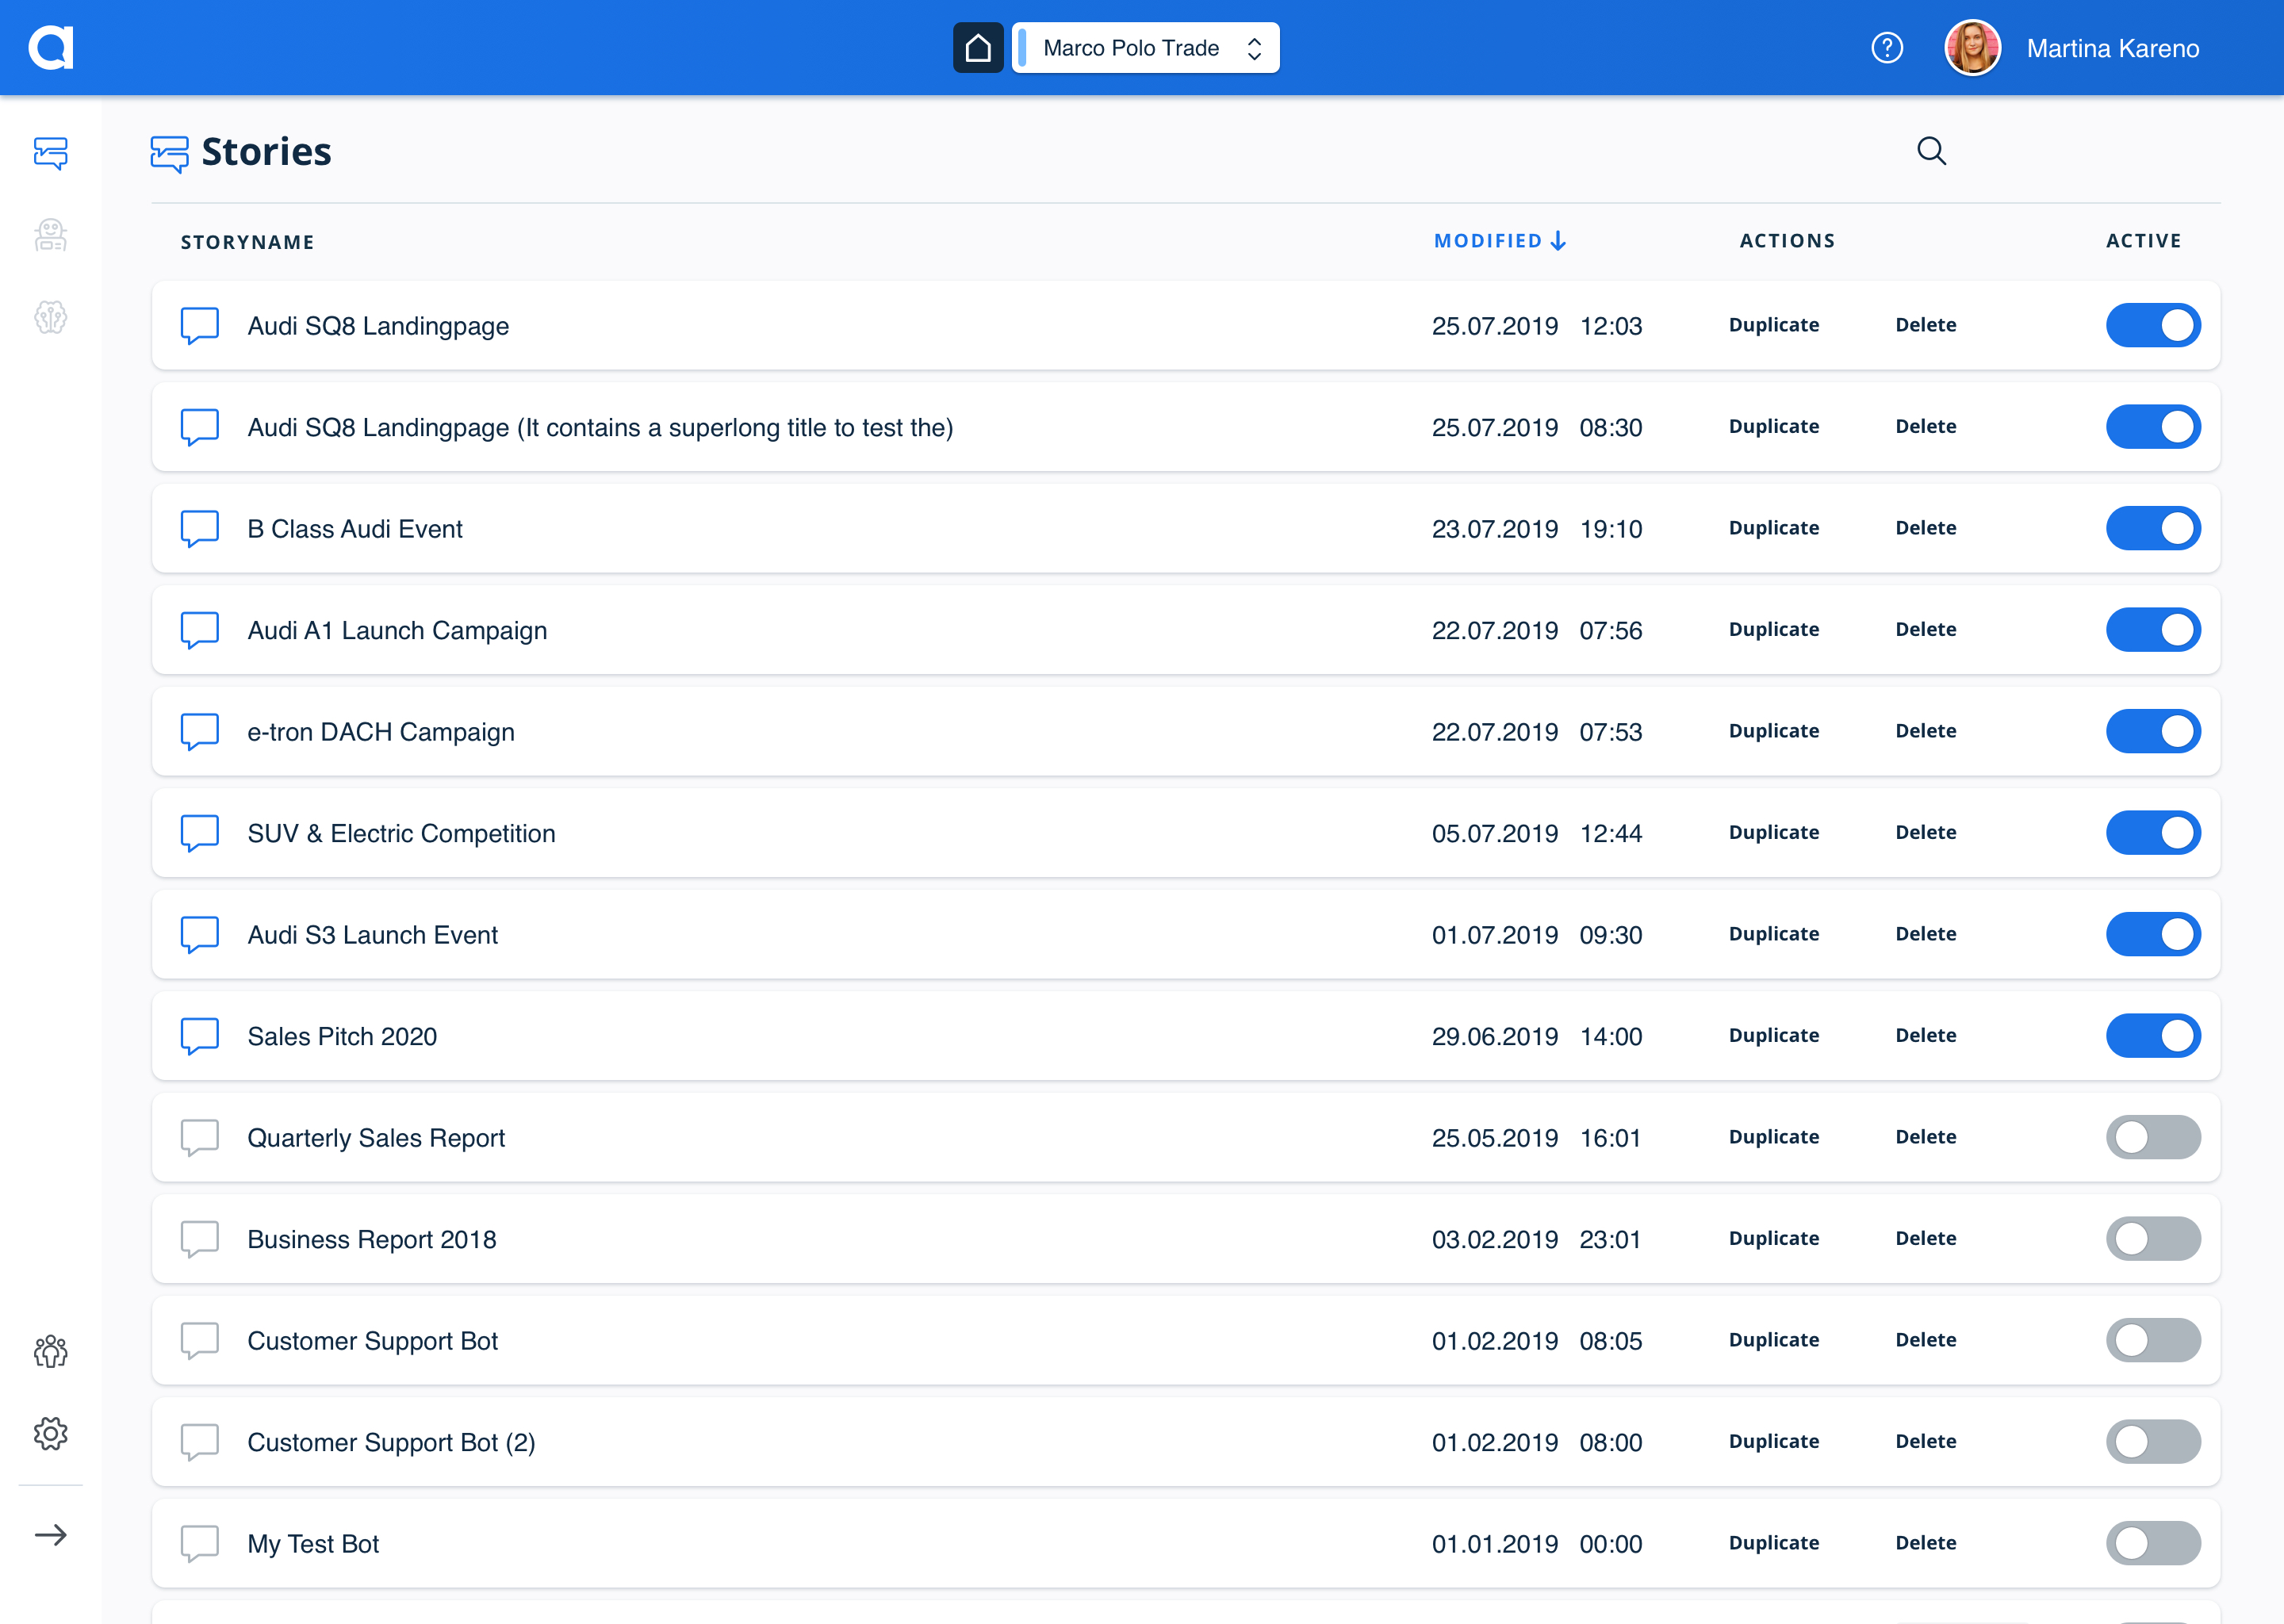 Marco Polo Trade
Martina Kareno
Stories
STORYNAME MODIFIED ACTIONS ACTIVE
Audi SQ8 Landingpage 25.07.2019 12:03 Duplicate Delete
Audi SQ8 Landingpage (It contains a superlong title to test the) 25.07.2019 08:30 Duplicate Delete
B Class Audi Event 23.07.2019 19:10 Duplicate Delete
Audi A1 Launch Campaign 22.07.2019 07:56 Duplicate Delete
e-tron DACH Campaign 22.07.2019 07:53 Duplicate Delete
SUV & Electric Competition 05.07.2019 12:44 Duplicate Delete
Audi S3 Launch Event 01.07.2019 09:30 Duplicate Delete
Sales Pitch 2020 29.06.2019 14:00 Duplicate Delete
Quarterly Sales Report 25.05.2019 16:01 Duplicate Delete
Business Report 2018 03.02.2019 23:01 Duplicate Delete
Customer Support Bot 01.02.2019 08:05 Duplicate Delete
Customer Support Bot (2) 01.02.2019 08:00 Duplicate Delete
My Test Bot 01.01.2019 00:00 Duplicate Delete